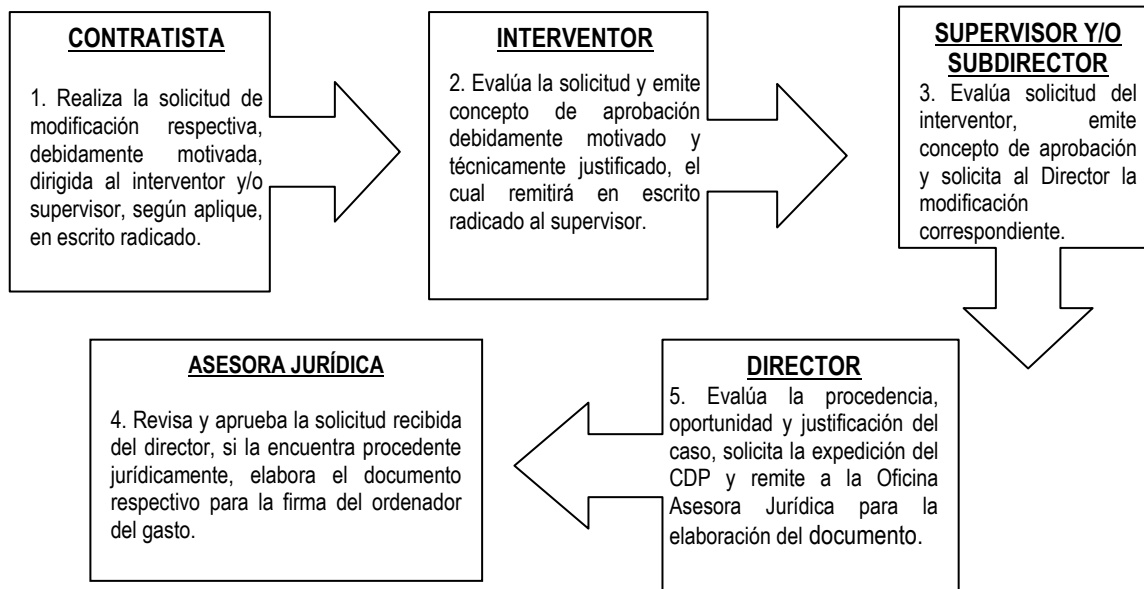 CONTRATISTA
1. Realiza la solicitud de
modificación respectiva,
debidamente motivada,
dirigida al interventor y/o
supervisor, según aplique,
en escrito radicado.
INTERVENTOR
2. Evalúa la solicitud y emite
concepto de aprobación
debidamente motivado y
técnicamente justificado, el
cual remitirá en escrito
radicado al supervisor.
SUPERVISOR Y/O
SUBDIRECTOR
3. Evalúa solicitud del
interventor, emite
concepto de aprobación
y solicita al Director la
modificación
correspondiente.
ASESORA JURÍDICA
4. Revisa y aprueba la solicitud recibida
del director, si la encuentra procedente
jurídicamente, elabora el documento
respectivo para la firma del ordenador
del gasto.
DIRECTOR
5. Evalúa la procedencia,
oportunidad y justificación del
caso, solicita la expedición del
CDP y remite a la Oficina
Asesora Jurídica para la
elaboración del documento.